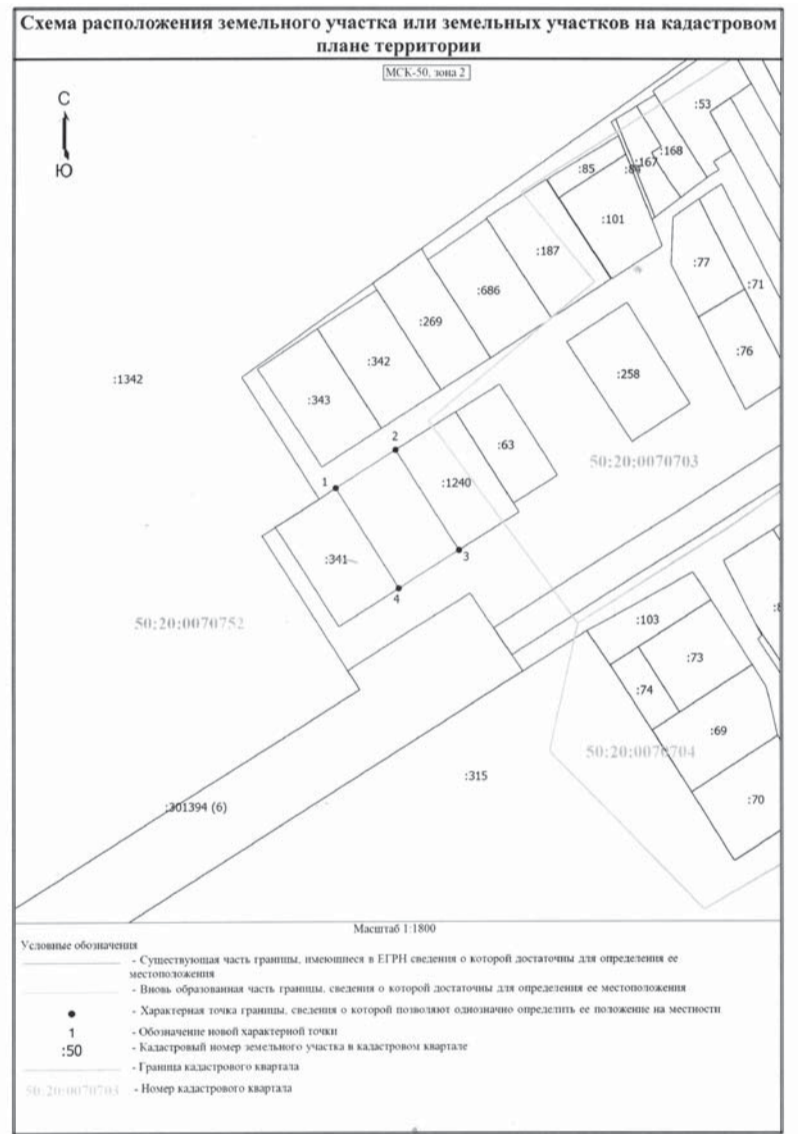 Схема расположения земельного участка или земельных участков на кадастровом
плане территории
МСК-50, зона 2
С
Ю
:53
:168
:167
:84
:85
:101
:187
:77
:71
:686
:269
:76
:342
:258
:1342
:343
2
:63
50:20:0070703
1
:1240
3
:341
4
50:20:0070752
:103
:73
:74
:69
50:20:0070704
:315
:70
:301394 (6)
Масштаб 1:1800
Условные обозначения
- Существующая часть границы, имеющиеся в ЕГРН сведения о которой достаточны для определения ее
местоположения
- Вновь образованная часть границы, сведения о которой достаточны для определения ее местоположения
- Характерная точка границы, сведения о которой позволяют однозначно определить ее положение на местности
1 - Обозначение новой характерной точки
:50 - Кадастровый номер земельного участка в кадастровом квартале
- Граница кадастрового квартала
50:20:0070703 - Номер кадастрового квартала